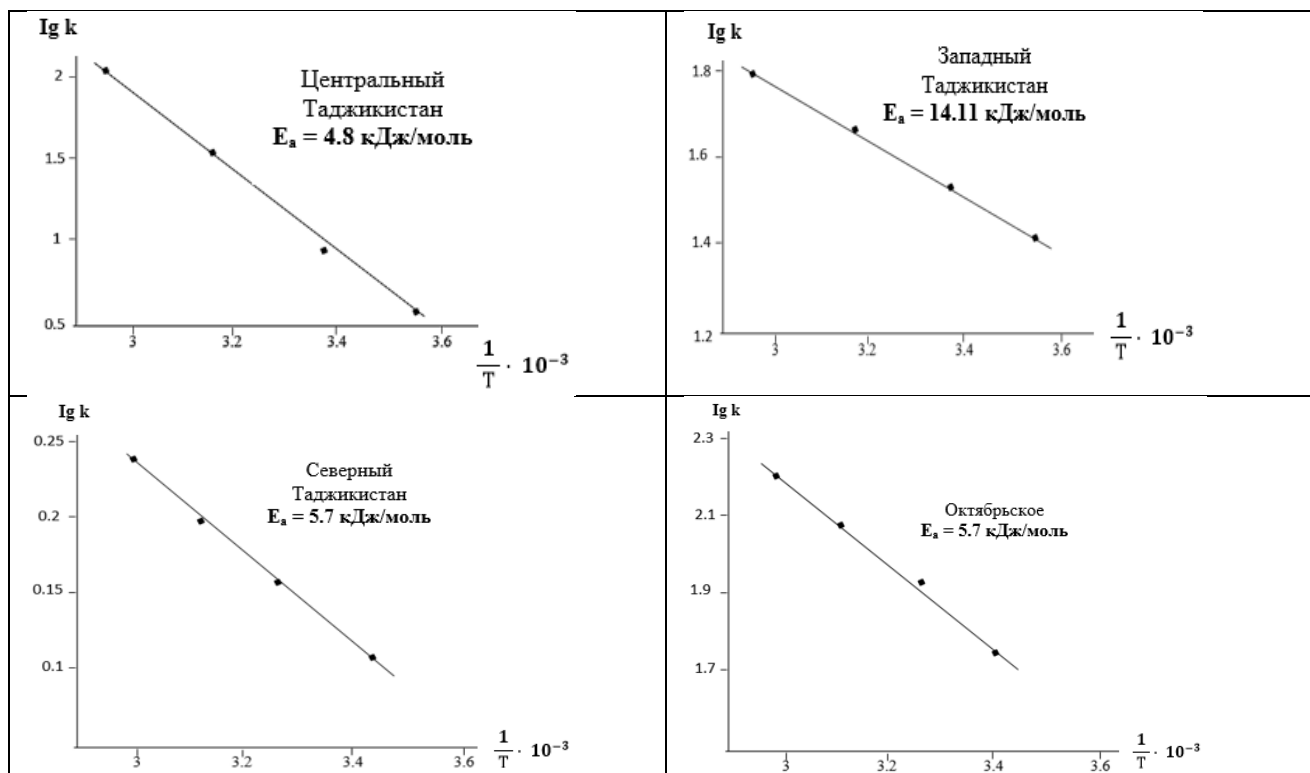 lg k
Центральный
Таджикистан
Eₐ = 4.8 кДж/моль
2
1.5
1
0.5
3 3.2 3.4 3.6
1/T · 10⁻³
lg k
Западный
Таджикистан
Eₐ = 14.11 кДж/моль
1.8
1.6
1.4
1.2
3 3.2 3.4 3.6
1/T · 10⁻³
lg k
Северный
Таджикистан
Eₐ = 5.7 кДж/моль
0.25
0.2
0.15
0.1
3 3.2 3.4 3.6
1/T · 10⁻³
lg k
Октябрьское
Eₐ = 5.7 кДж/моль
2.3
2.1
1.9
1.7
3 3.2 3.4 3.6
1/T · 10⁻³